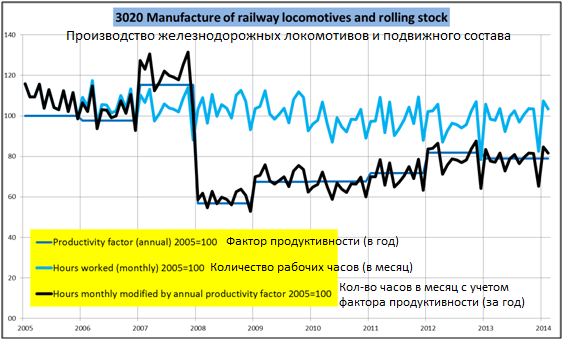 3020 Manufacture of railway locomotives and rolling stock
Производство железнодорожных локомотивов и подвижного состава
140
120
100
80
60
40
20
00
Productivity factor (annual) 2005=100 Фактор продуктивности (в год)
Hours worked (monthly) 2005=100 Количество рабочих часов (в месяц)
Hours monthly modified by annual productivity factor 2005=100 Кол-во часов в месяц с учетом
фактора продуктивности (за год)
2005 2006 2007 2008 2009 2010 2011 2012 2013 2014